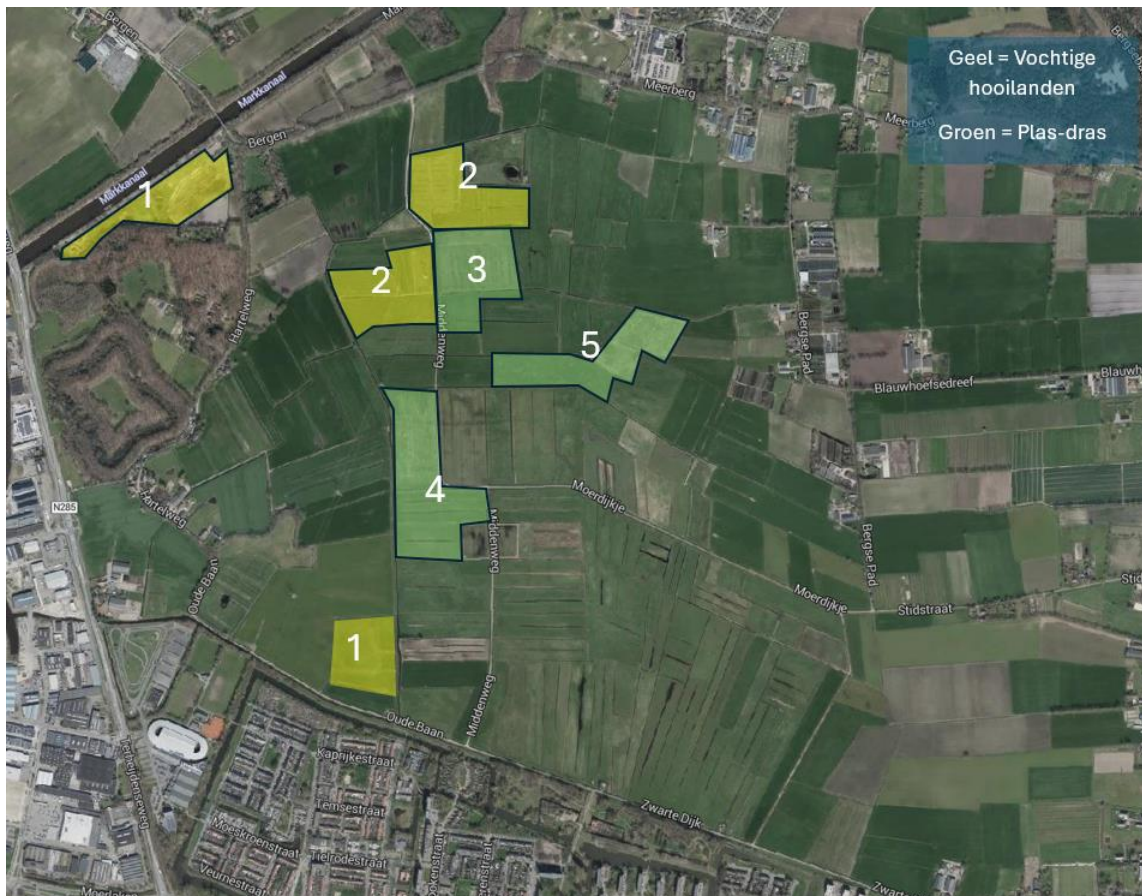 Bergen
Markkanaal
Bergen
Markkanaal
Meerberg
Meerberg
Geel = Vochtige
hooilanden
Groen = Plas-dras
1
2
2
3
5
Hartelweg
Bergse Pad
Blauwhoefsedreef
N285
4
Middenweg
Moerdijkje
Bergse Pad
Oude Baan
Moerdijkje
Stidstraat
1
Middenweg
Oude Baan
Kaprijkestraat
Temsestraat
Zwarte Dijk
Moeskroenstraat
Tielrodestraat
Veurnestraat